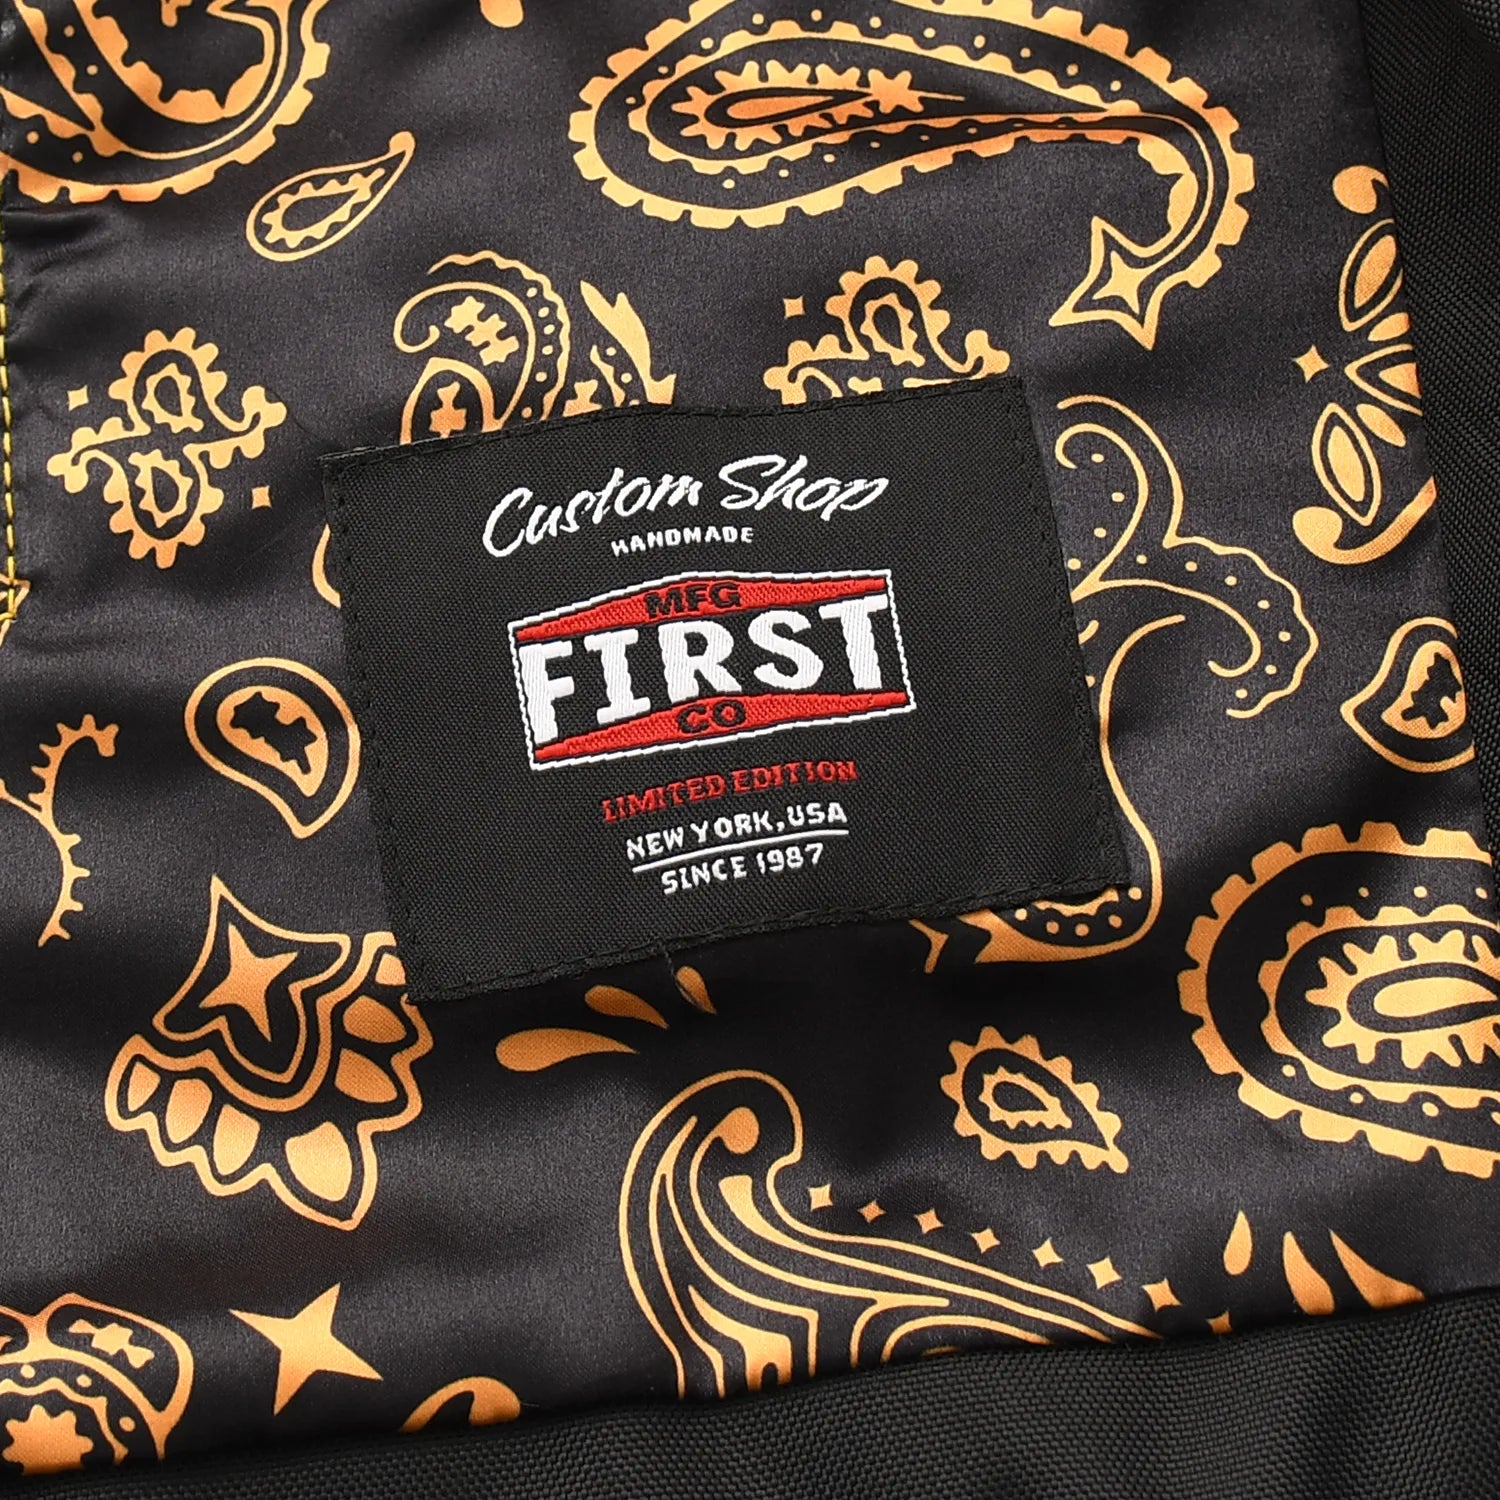 Custom Shop
HANDMADE
MFG
FIRST
CO
LIMITED EDITION
NEW YORK, USA
SINCE 1987